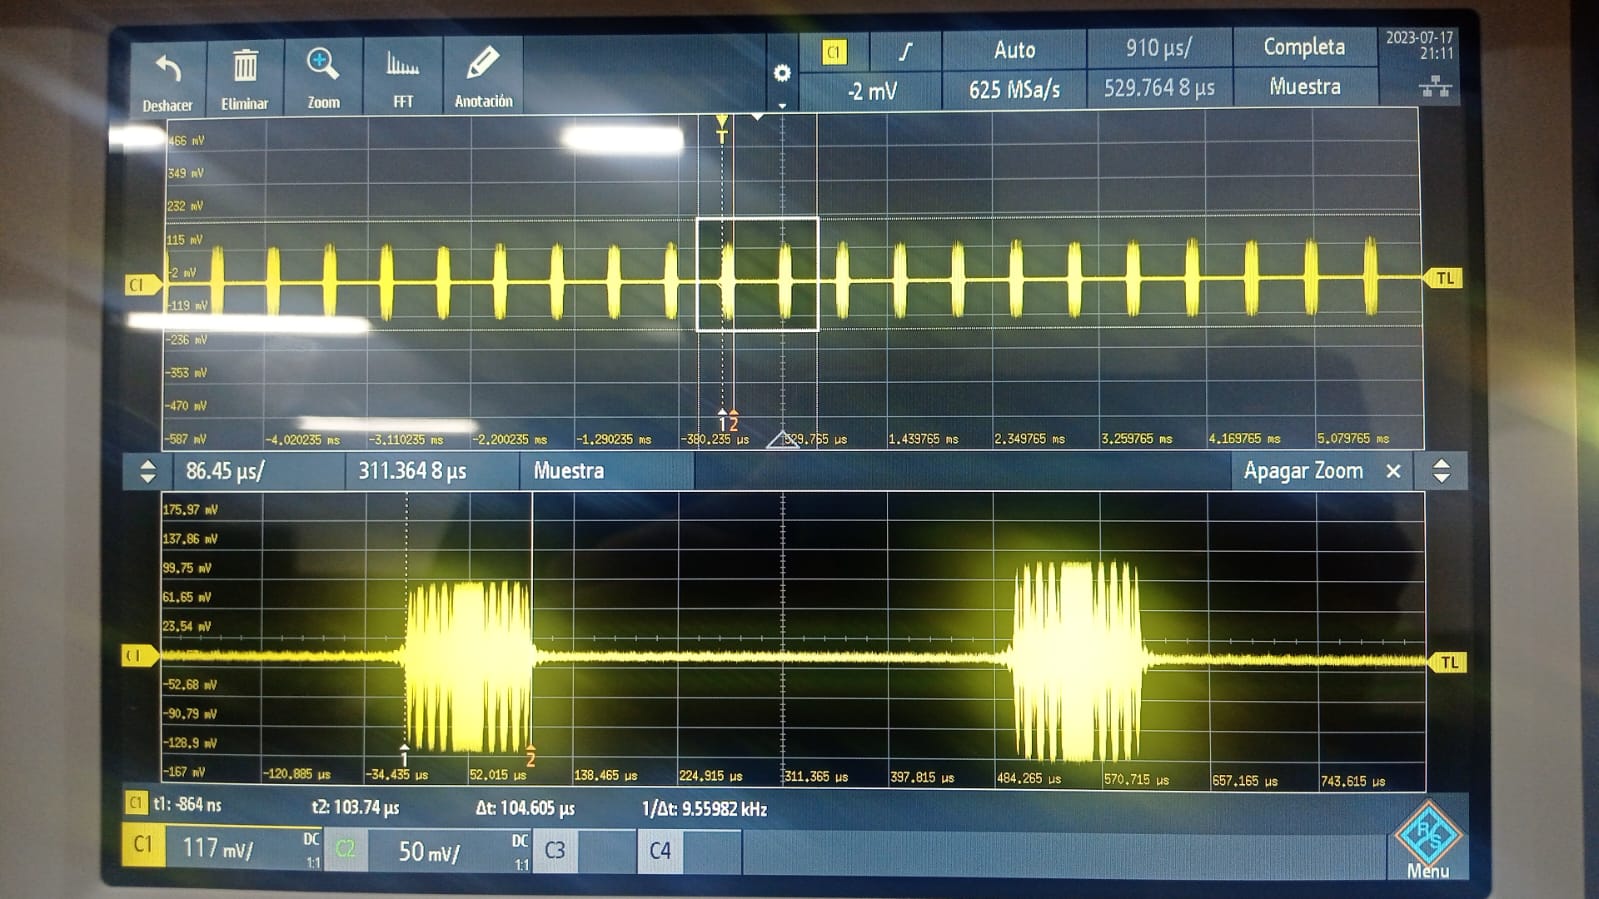 Deshacer
Eliminar
Zoom
FFT
Anotación
C1
Auto
910 µs/
Completa
2023-07-17
21:11
-2 mV
625 MSa/s
529.764 8 µs
Muestra
T
466 mV
349 mV
232 mV
115 mV
-2 mV
-119 mV
-236 mV
-353 mV
-470 mV
-587 mV
C1
TL
1 2
-4.020235 ms
-3.110235 ms
-2.200235 ms
-1.290235 ms
-380.235 µs
529.765 µs
1.439765 ms
2.349765 ms
3.259765 ms
4.169765 ms
5.079765 ms
86.45 µs/
311.364 8 µs
Muestra
Apagar Zoom
175.97 mV
137.86 mV
99.75 mV
61.65 mV
23.54 mV
-52.68 mV
-90.79 mV
-128.9 mV
-167 mV
C1
TL
1
2
-120.885 µs
-34.435 µs
52.015 µs
138.465 µs
224.915 µs
311.365 µs
397.815 µs
484.265 µs
570.715 µs
657.165 µs
743.615 µs
C1 t1: -864 ns
t2: 103.74 µs
Δt: 104.605 µs
1/Δt: 9.55982 kHz
C1
117 mV/
DC
1:1
C2
50 mV/
DC
1:1
C3
C4
R&S
Menu